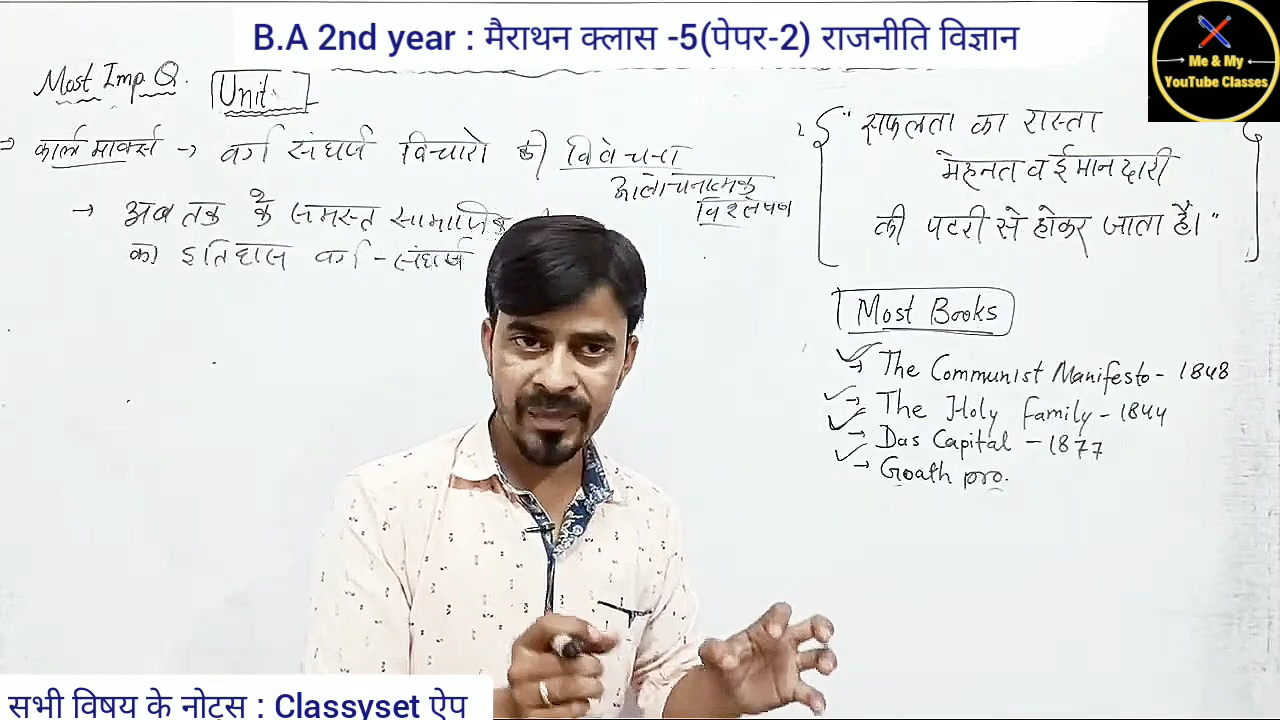 B.A 2nd year : मैराथन क्लास -5(पेपर-2) राजनीति विज्ञान
Me & My
YouTube Classes
Most Imp Q.
Unit
कार्ल मार्क्स → वर्ग संघर्ष विचारो की विवेचना
आलोचनात्मक
विश्लेषण
→ अब तक के समस्त सामाजिक
का इतिहास वर्ग-संघर्ष
"सफलता का रास्ता
मेहनत व ईमानदारी
की पटरी से होकर जाता है।"
Most Books
→ The Communist Manifesto - 1848
→ The Holy family - 1844
→ Das Capital - 1877
→ Goath pro.
सभी विषय के नोट्स : Classyset ऐप